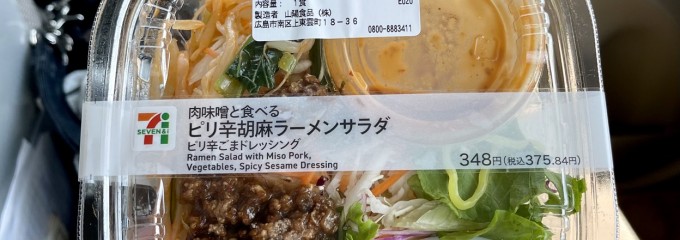 内容量: 1食
製造者 山陽食品(株)
広島市南区上東雲町18-36
0800-8883411
SEVEN&i
肉味噌と食べる
ピリ辛胡麻ラーメンサラダ
ピリ辛ごまドレッシング
Ramen Salad with Miso Pork,
Vegetables, Spicy Sesame Dressing
348円(税込375.84円)